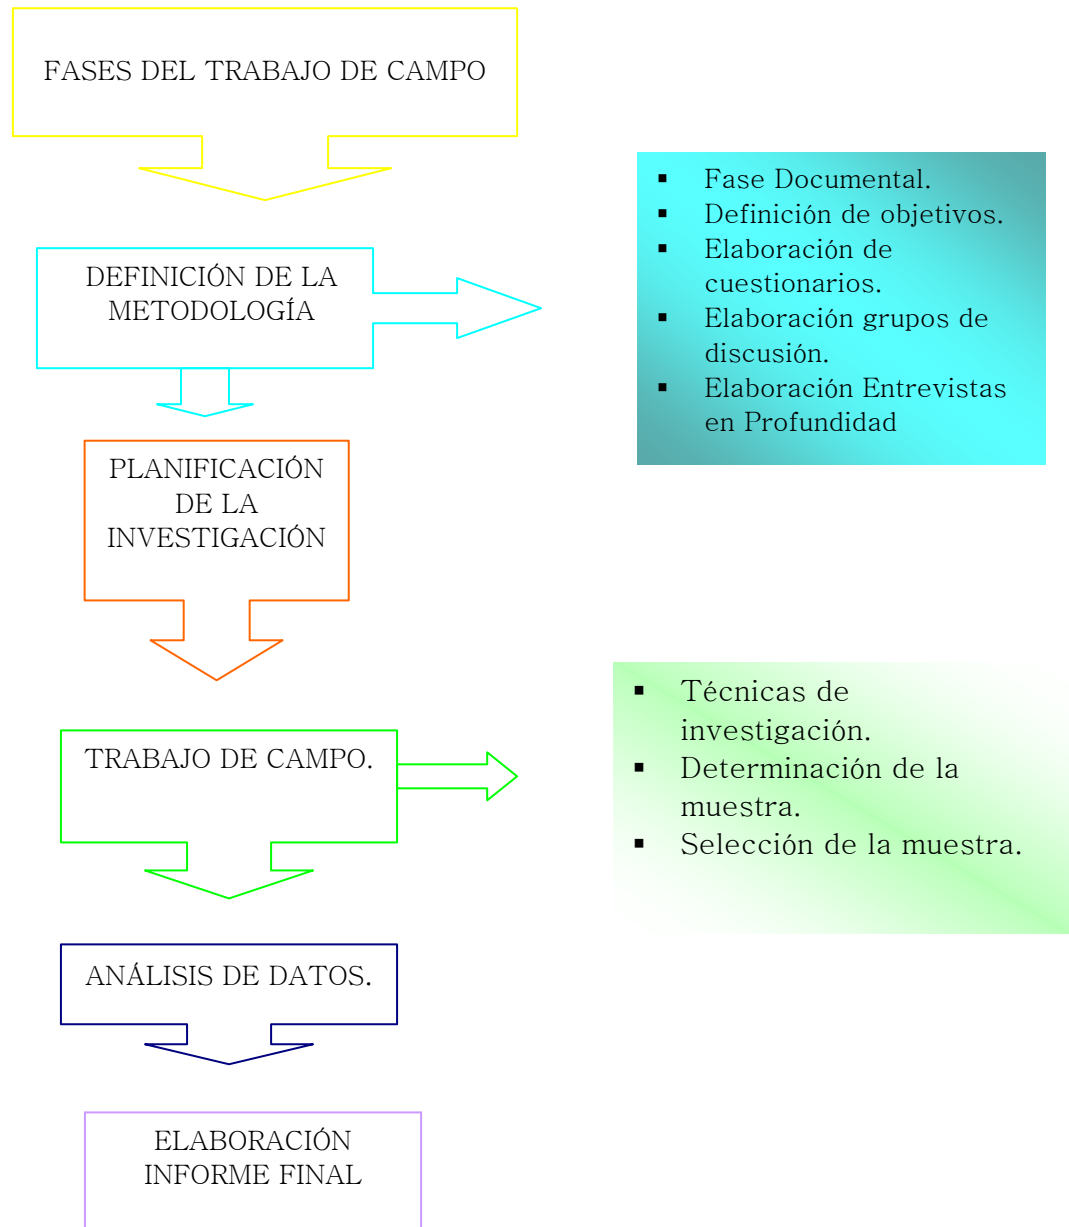 FASES DEL TRABAJO DE CAMPO
DEFINICIÓN DE LA
METODOLOGÍA
▪ Fase Documental.
▪ Definición de objetivos.
▪ Elaboración de
cuestionarios.
▪ Elaboración grupos de
discusión.
▪ Elaboración Entrevistas
en Profundidad
PLANIFICACIÓN
DE LA
INVESTIGACIÓN
TRABAJO DE CAMPO.
▪ Técnicas de
investigación.
▪ Determinación de la
muestra.
▪ Selección de la muestra.
ANÁLISIS DE DATOS.
ELABORACIÓN
INFORME FINAL